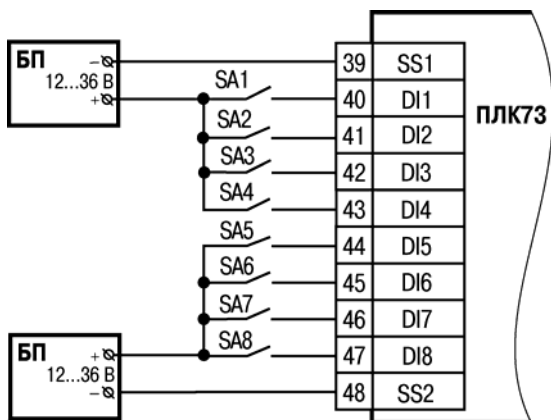 БП
12...36 В
–
+
SA1
SA2
SA3
SA4
SA5
SA6
SA7
SA8
39 SS1
40 DI1
41 DI2
42 DI3
43 DI4
44 DI5
45 DI6
46 DI7
47 DI8
48 SS2
ПЛК73
БП
12...36 В
+
–